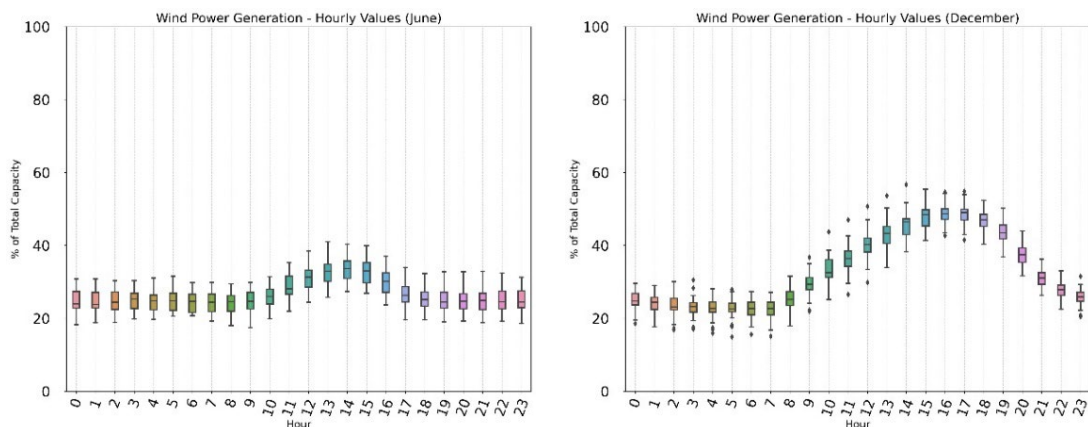 Wind Power Generation - Hourly Values (June)
100
80
60
40
20
0
% of Total Capacity
0 1 2 3 4 5 6 7 8 9 10 11 12 13 14 15 16 17 18 19 20 21 22 23
Hour
Wind Power Generation - Hourly Values (December)
100
80
60
40
20
0
% of Total Capacity
0 1 2 3 4 5 6 7 8 9 10 11 12 13 14 15 16 17 18 19 20 21 22 23
Hour